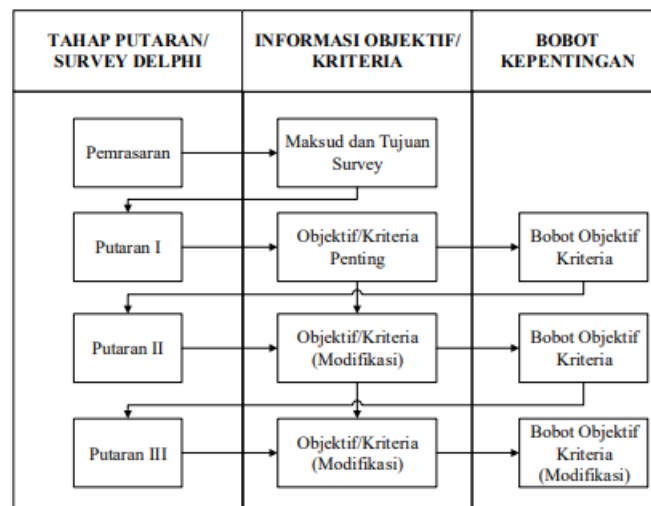 TAHAP PUTARAN/
SURVEY DELPHI
INFORMASI OBJEKTIF/
KRITERIA
BOBOT
KEPENTINGAN
Pemrasaran
Maksud dan Tujuan
Survey
Putaran I
Objektif/Kriteria
Penting
Bobot Objektif
Kriteria
Putaran II
Objektif/Kriteria
(Modifikasi)
Bobot Objektif
Kriteria
Putaran III
Objektif/Kriteria
(Modifikasi)
Bobot Objektif
Kriteria
(Modifikasi)